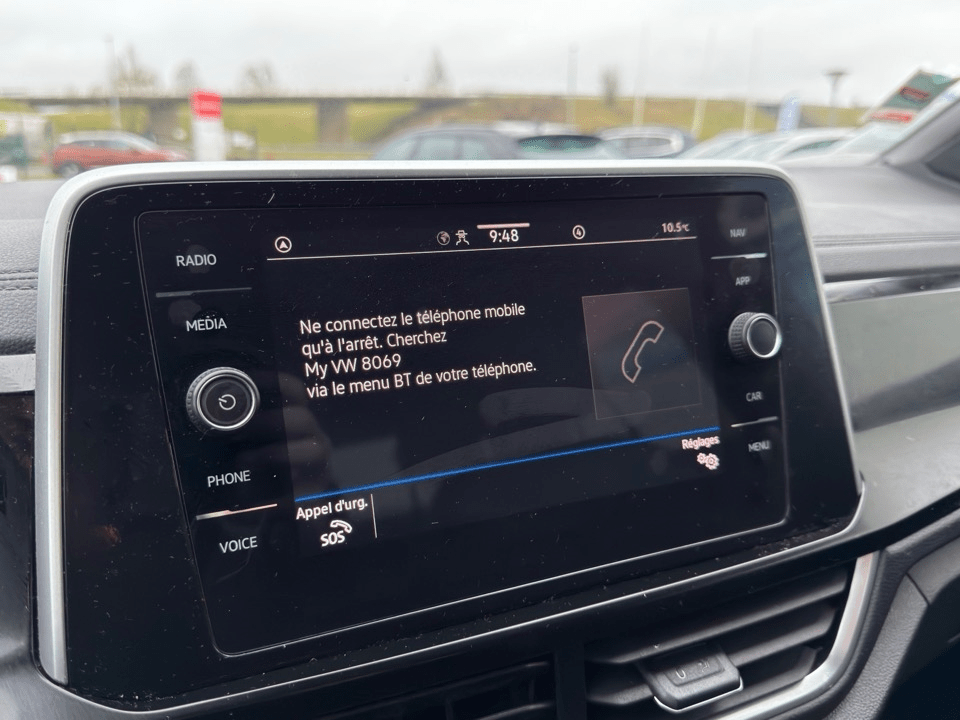 9:48
4
10.5°C
RADIO
MEDIA
PHONE
VOICE
Ne connectez le téléphone mobile
qu'à l'arrêt. Cherchez
My VW 8069
via le menu BT de votre téléphone.
Réglages
Appel d'urg.
SOS
NAV
APP
CAR
MENU